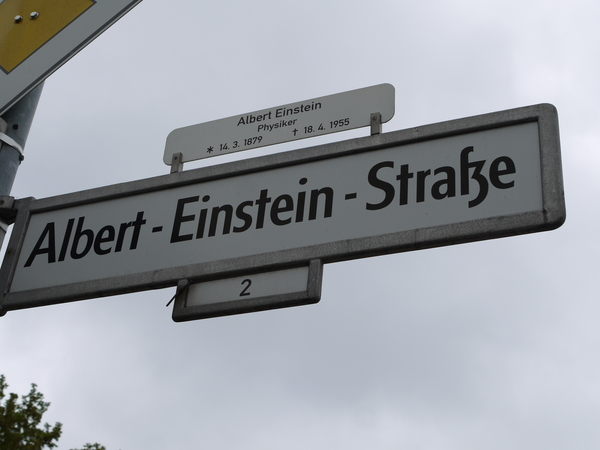 Albert Einstein
Physiker
* 14. 3. 1879 † 18. 4. 1955
Albert-Einstein-Straße
2